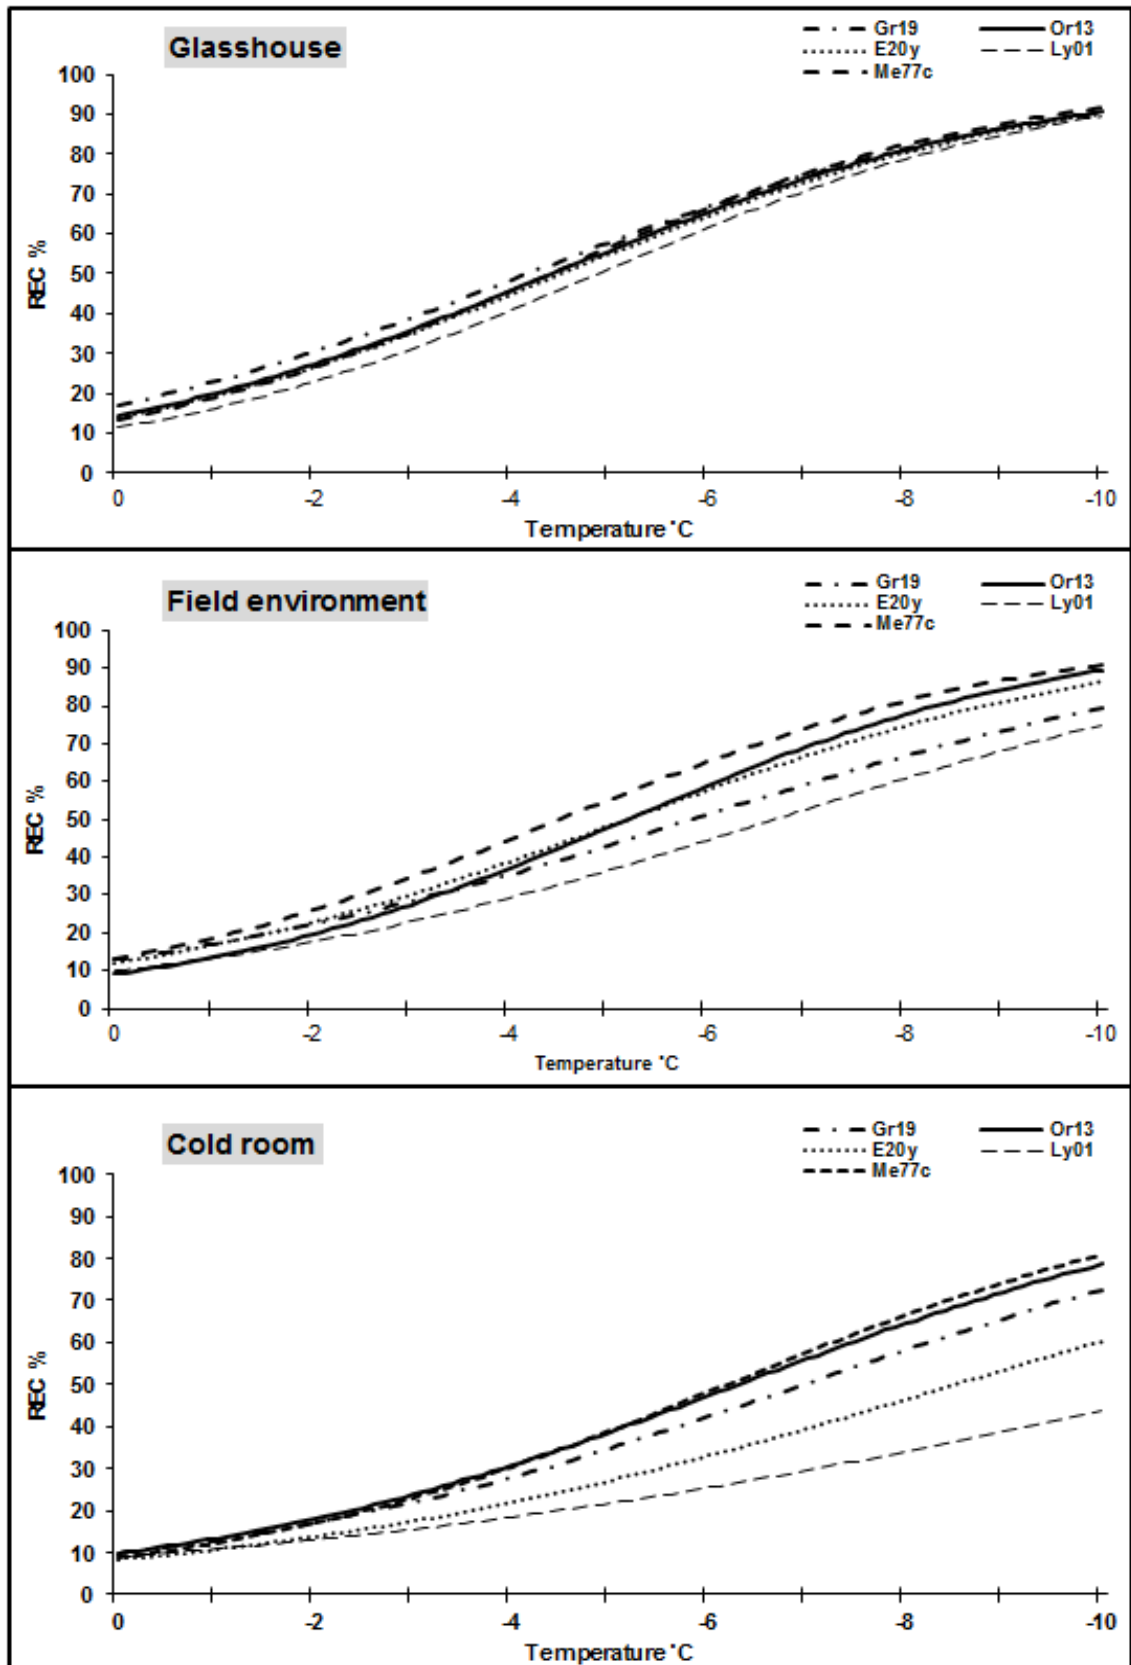 Glasshouse
Gr19 Or13
E20y Ly01
Me77c
100
90
80
70
60
50
40
30
20
10
0
REC %
0 -2 -4 -6 -8 -10
Temperature °C
Field environment
Gr19 Or13
E20y Ly01
Me77c
100
90
80
70
60
50
40
30
20
10
0
REC %
0 -2 -4 -6 -8 -10
Temperature °C
Cold room
Gr19 Or13
E20y Ly01
Me77c
100
90
80
70
60
50
40
30
20
10
0
REC %
0 -2 -4 -6 -8 -10
Temperature °C